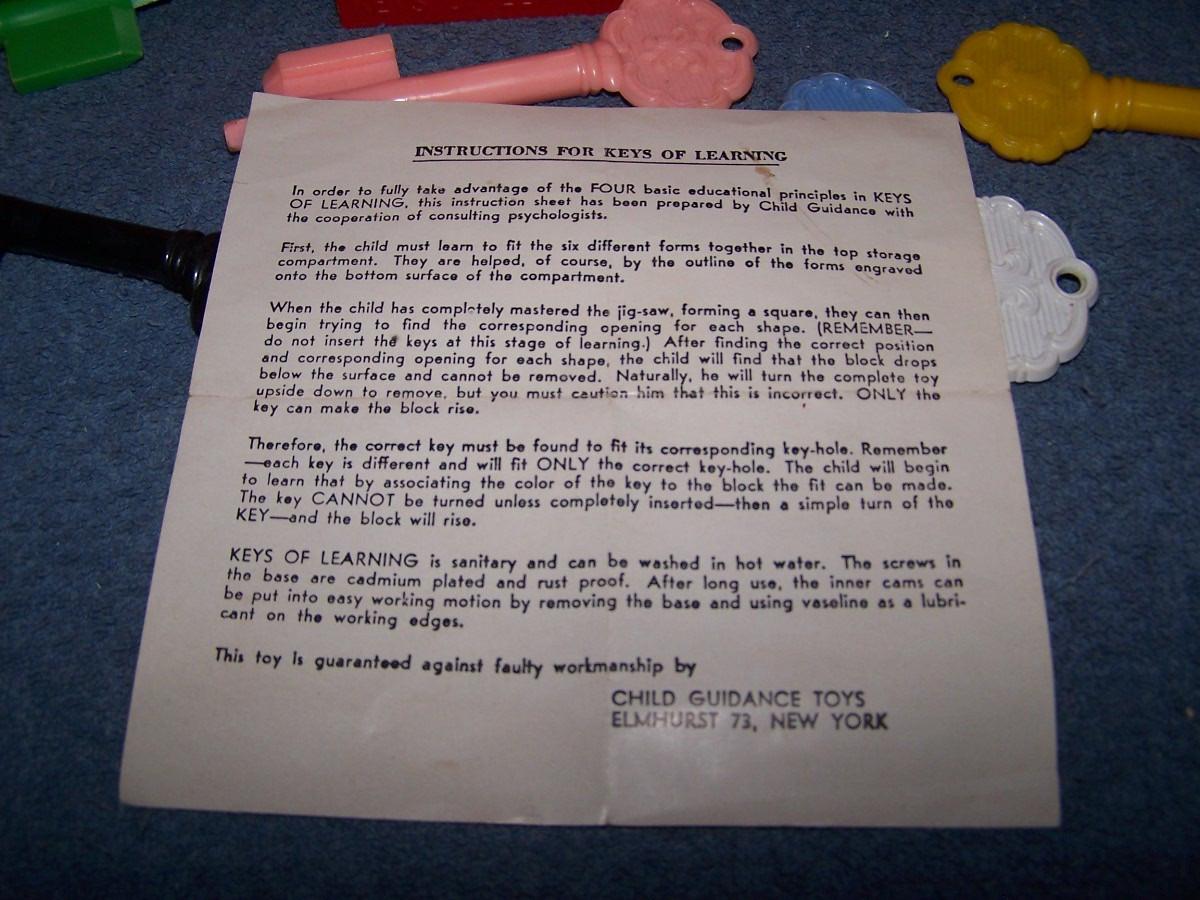 INSTRUCTIONS FOR KEYS OF LEARNING
In order to fully take advantage of the FOUR basic educational principles in KEYS
OF LEARNING, this instruction sheet has been prepared by Child Guidance with
the cooperation of consulting psychologists.
First, the child must learn to fit the six different forms together in the top storage
compartment. They are helped, of course, by the outline of the forms engraved
onto the bottom surface of the compartment.
When the child has completely mastered the jig-saw, forming a square, they can then
begin trying to find the corresponding opening for each shape. (REMEMBER—
do not insert the keys at this stage of learning.) After finding the correct position
and corresponding opening for each shape, the child will find that the block drops
below the surface and cannot be removed. Naturally, he will turn the complete toy
upside down to remove, but you must caution him that this is incorrect. ONLY the
key can make the block rise.
Therefore, the correct key must be found to fit its corresponding key-hole. Remember
—each key is different and will fit ONLY the correct key-hole. The child will begin
to learn that by associating the color of the key to the block the fit can be made.
The key CANNOT be turned unless completely inserted—then a simple turn of the
KEY—and the block will rise.
KEYS OF LEARNING is sanitary and can be washed in hot water. The screws in
the base are cadmium plated and rust proof. After long use, the inner cams can
be put into easy working motion by removing the base and using vaseline as a lubri-
cant on the working edges.
This toy is guaranteed against faulty workmanship by
CHILD GUIDANCE TOYS
ELMHURST 73, NEW YORK